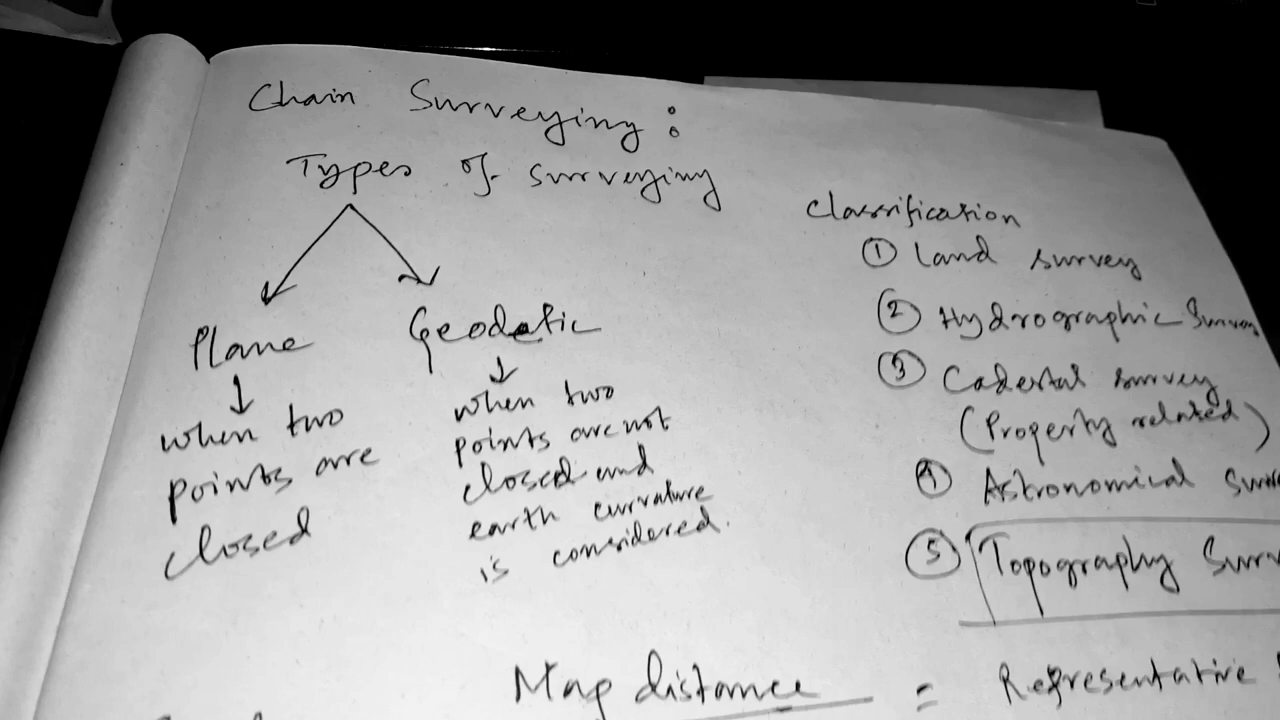 Chain Surveying :
Types of surveying
Plane
when two
points are
closed
Geodetic
when two
points are not
closed and
earth curvature
is considered.
Classification
① Land survey
② Hydrographic Survey
③ Cadestal survey
(Property related)
④ Astronomical
⑤ Topography
Map distance = Representative